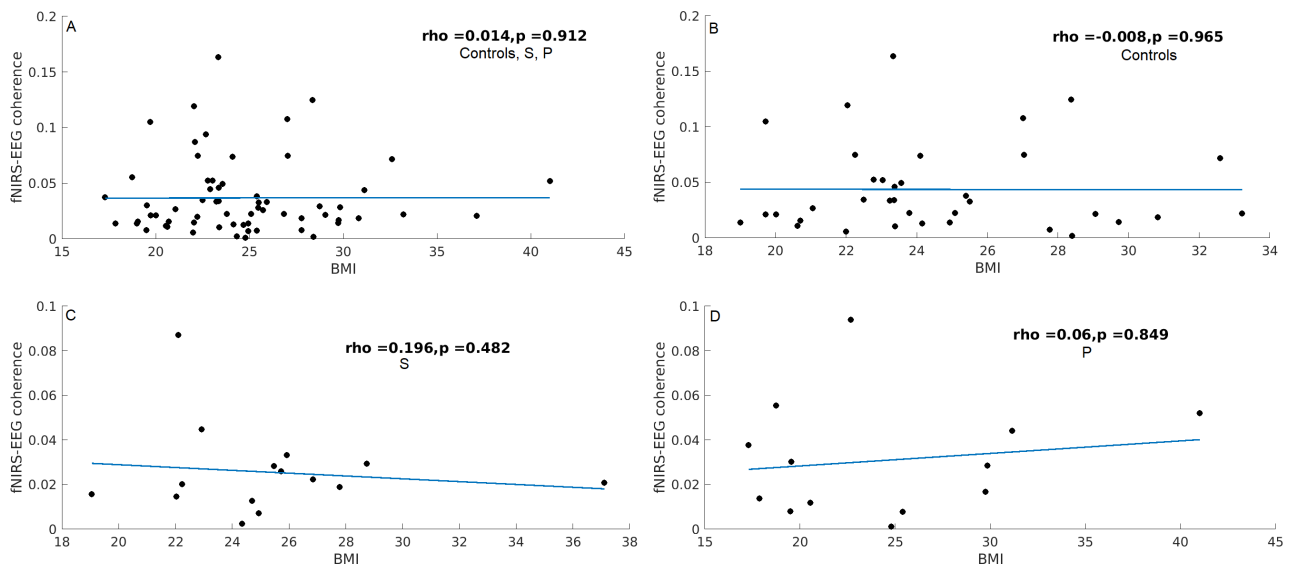 A
rho =0.014,p =0.912
Controls, S, P
fNIRS-EEG coherence
0.2
0.15
0.1
0.05
0
15 20 25 30 35 40 45
BMI
B
rho =-0.008,p =0.965
Controls
fNIRS-EEG coherence
0.2
0.15
0.1
0.05
0
18 20 22 24 26 28 30 32 34
BMI
C
rho =0.196,p =0.482
S
fNIRS-EEG coherence
0.1
0.08
0.06
0.04
0.02
0
18 20 22 24 26 28 30 32 34 36 38
BMI
D
rho =0.06,p =0.849
P
fNIRS-EEG coherence
0.1
0.08
0.06
0.04
0.02
0
15 20 25 30 35 40 45
BMI